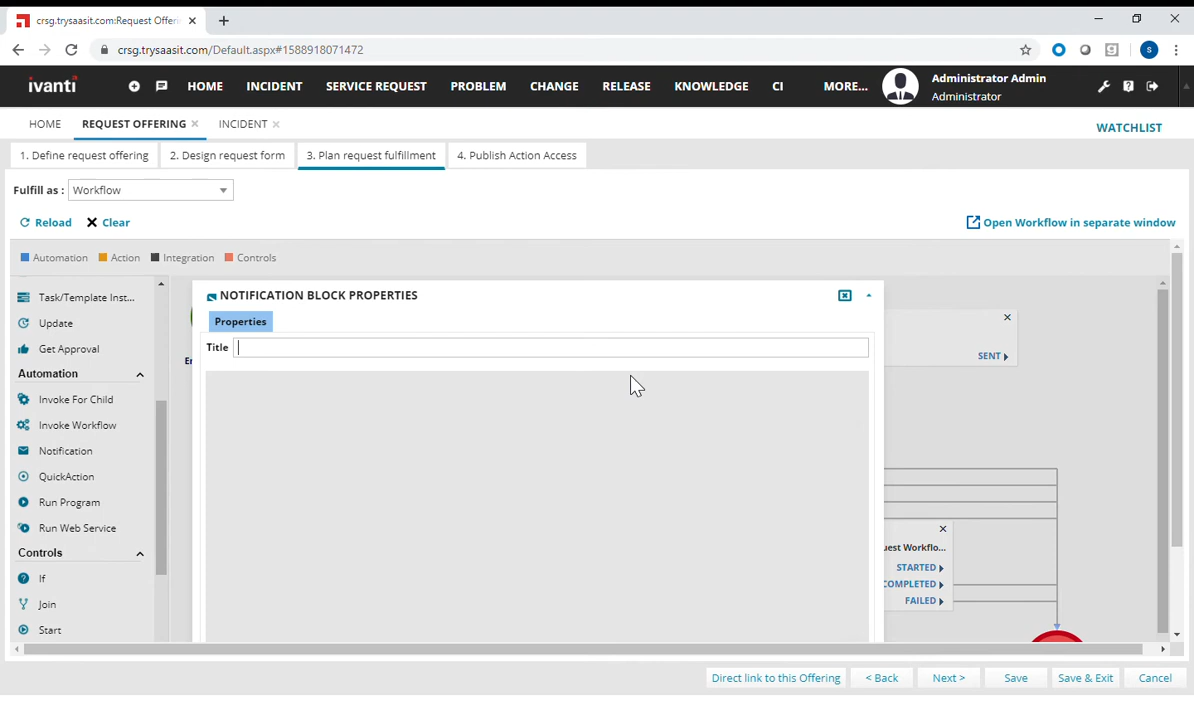 crsg.trysaasit.com:Request Offeri
crsg.trysaasit.com/Default.aspx#1588918071472
S
ivanti HOME INCIDENT SERVICE REQUEST PROBLEM CHANGE RELEASE KNOWLEDGE CI MORE... Administrator Admin
Administrator
HOME REQUEST OFFERING INCIDENT WATCHLIST
1. Define request offering 2. Design request form 3. Plan request fulfillment 4. Publish Action Access
Fulfill as : Workflow
Reload Clear Open Workflow in separate window
Automation Action Integration Controls
Task/Template Inst...
Update
Get Approval
Automation
Invoke For Child
Invoke Workflow
Notification
QuickAction
Run Program
Run Web Service
Controls
If
Join
Start
NOTIFICATION BLOCK PROPERTIES
Properties
Title
SENT
uest Workflo...
STARTED
COMPLETED
FAILED
Direct link to this Offering < Back Next > Save Save & Exit Cancel